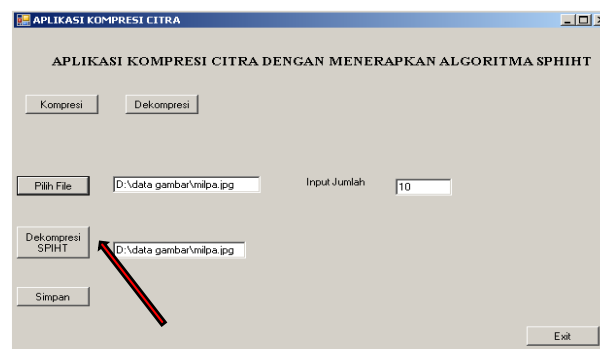 APLIKASI KOMPRESI CITRA
APLIKASI KOMPRESI CITRA DENGAN MENERAPKAN ALGORITMA SPHIHT
Kompresi Dekompresi
Pilih File D:\data gambar\milpa.jpg Input Jumlah 10
Dekompresi
SPIHT
D:\data gambar\milpa.jpg
Simpan
Exit